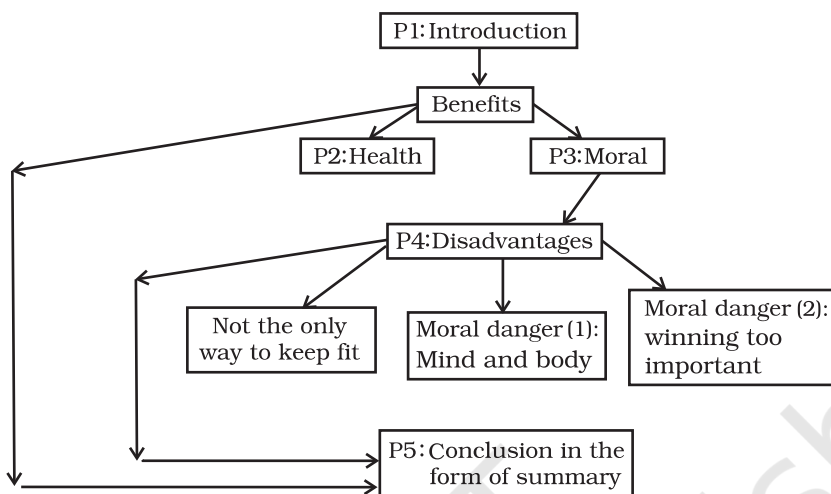 P1:Introduction
Benefits
P2:Health
P3:Moral
P4:Disadvantages
Not the only
way to keep fit
Moral danger (1):
Mind and body
Moral danger (2):
winning too
important
P5:Conclusion in the
form of summary